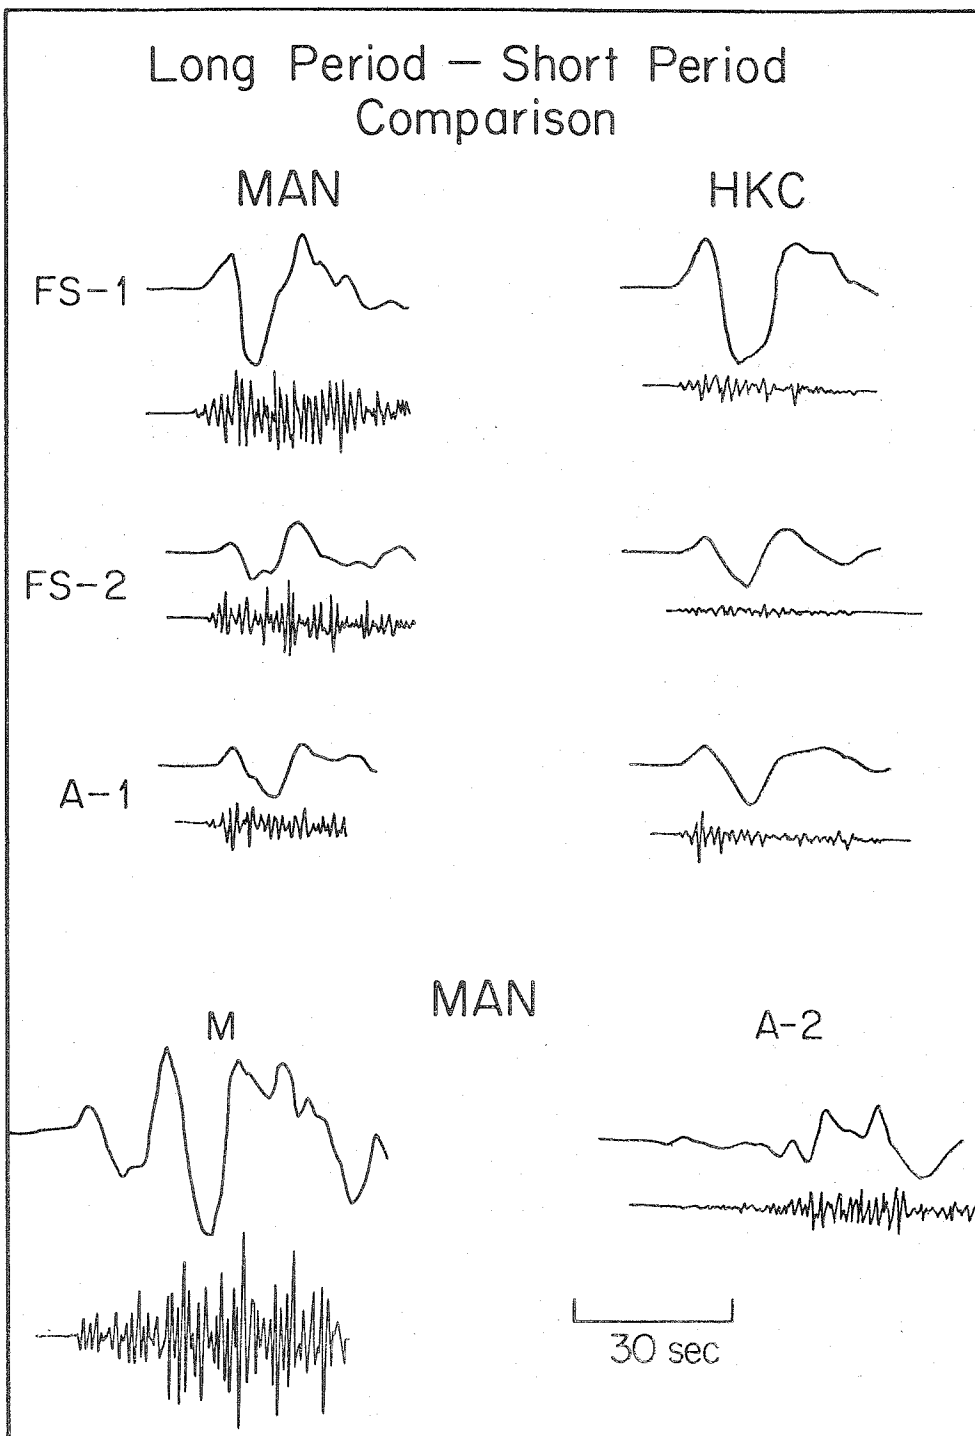 Long Period – Short Period
Comparison
MAN
HKC
FS-1
FS-2
A-1
MAN
M
A-2
30 sec